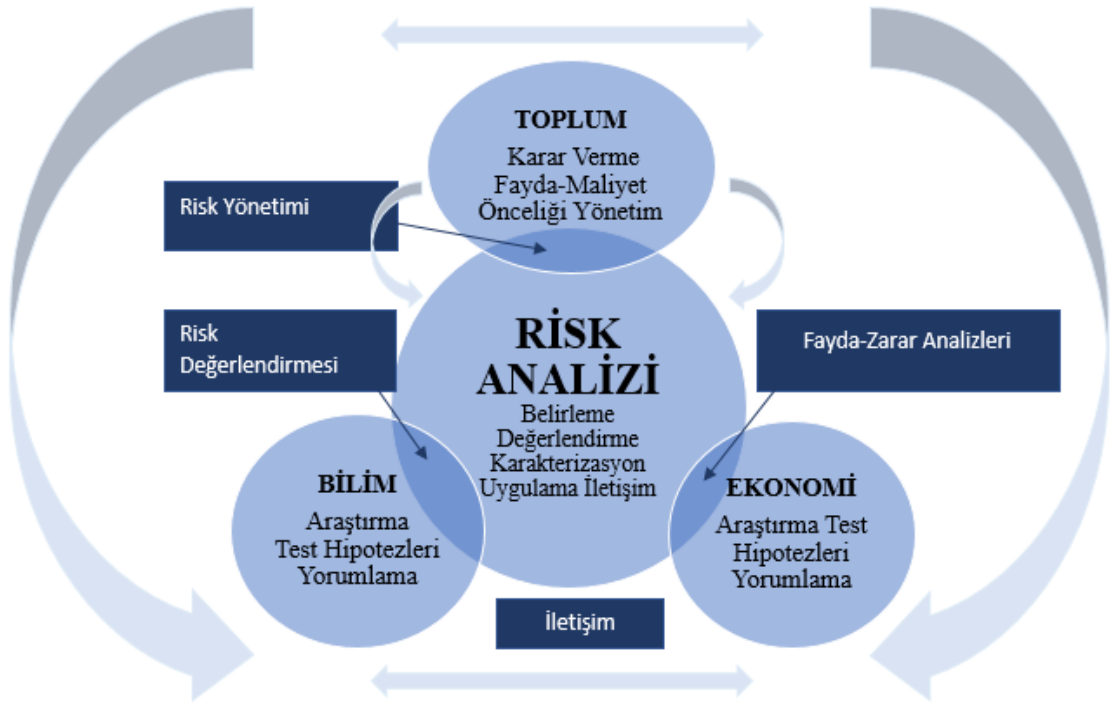 TOPLUM
Karar Verme
Fayda-Maliyet
Önceliği Yönetim
Risk Yönetimi
Risk
Değerlendirmesi
Fayda-Zarar Analizleri
RİSK
ANALİZİ
Belirleme
Değerlendirme
Karakterizasyon
Uygulama İletişim
BİLİM
Araştırma
Test Hipotezleri
Yorumlama
EKONOMİ
Araştırma Test
Hipotezleri
Yorumlama
İletişim